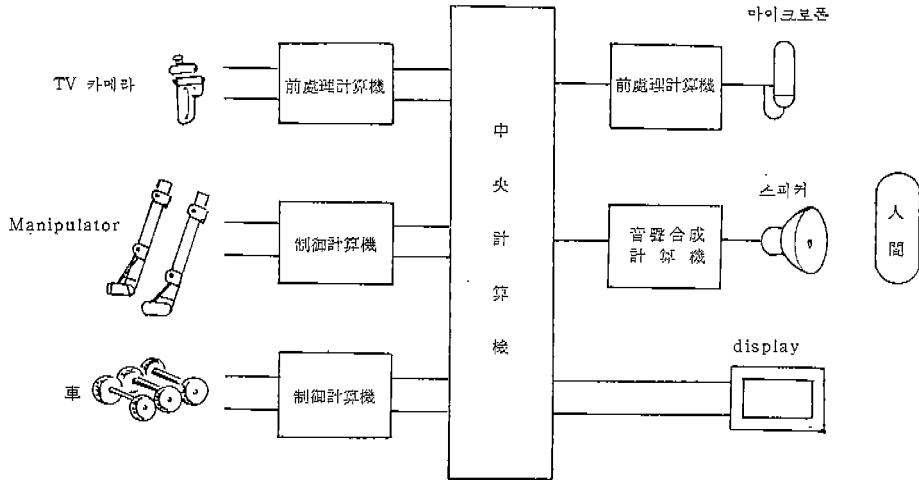 마이크로폰
TV 카메라
前處理計算機
前處理計算機
中央計算機
Manipulator
制御計算機
音聲合成
計算機
스피커
人間
車
制御計算機
display